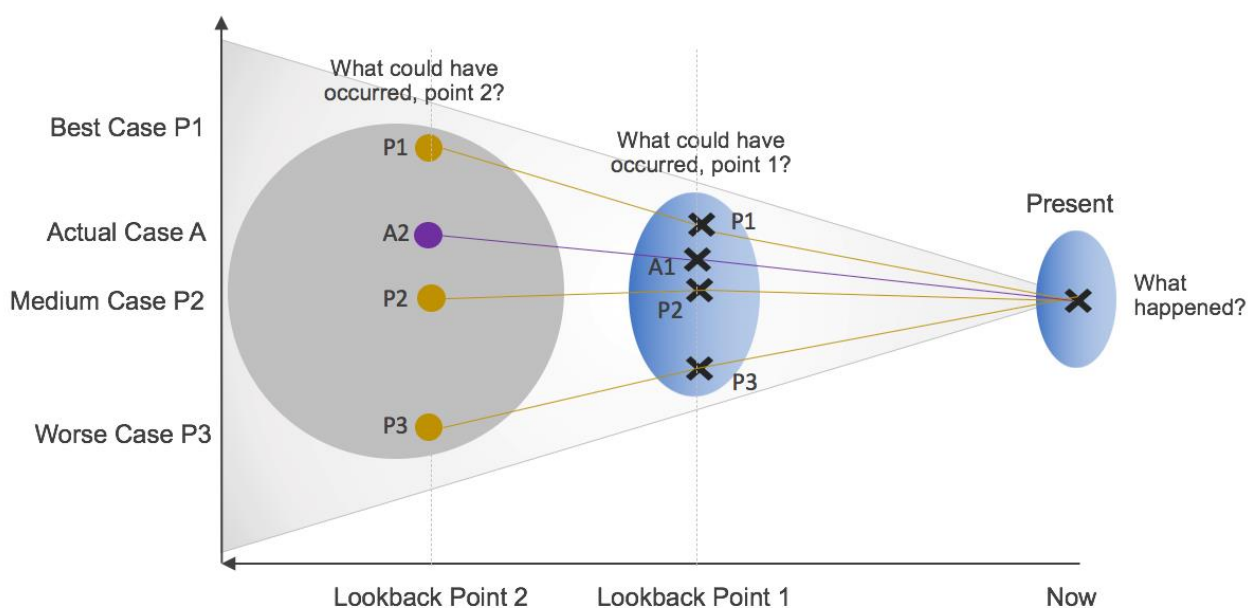 What could have
occurred, point 2?
Best Case P1
P1
What could have
occurred, point 1?
P1
Present
Actual Case A
A2
A1
Medium Case P2
P2
P2
What
happened?
P3
Worse Case P3
P3
Lookback Point 2
Lookback Point 1
Now